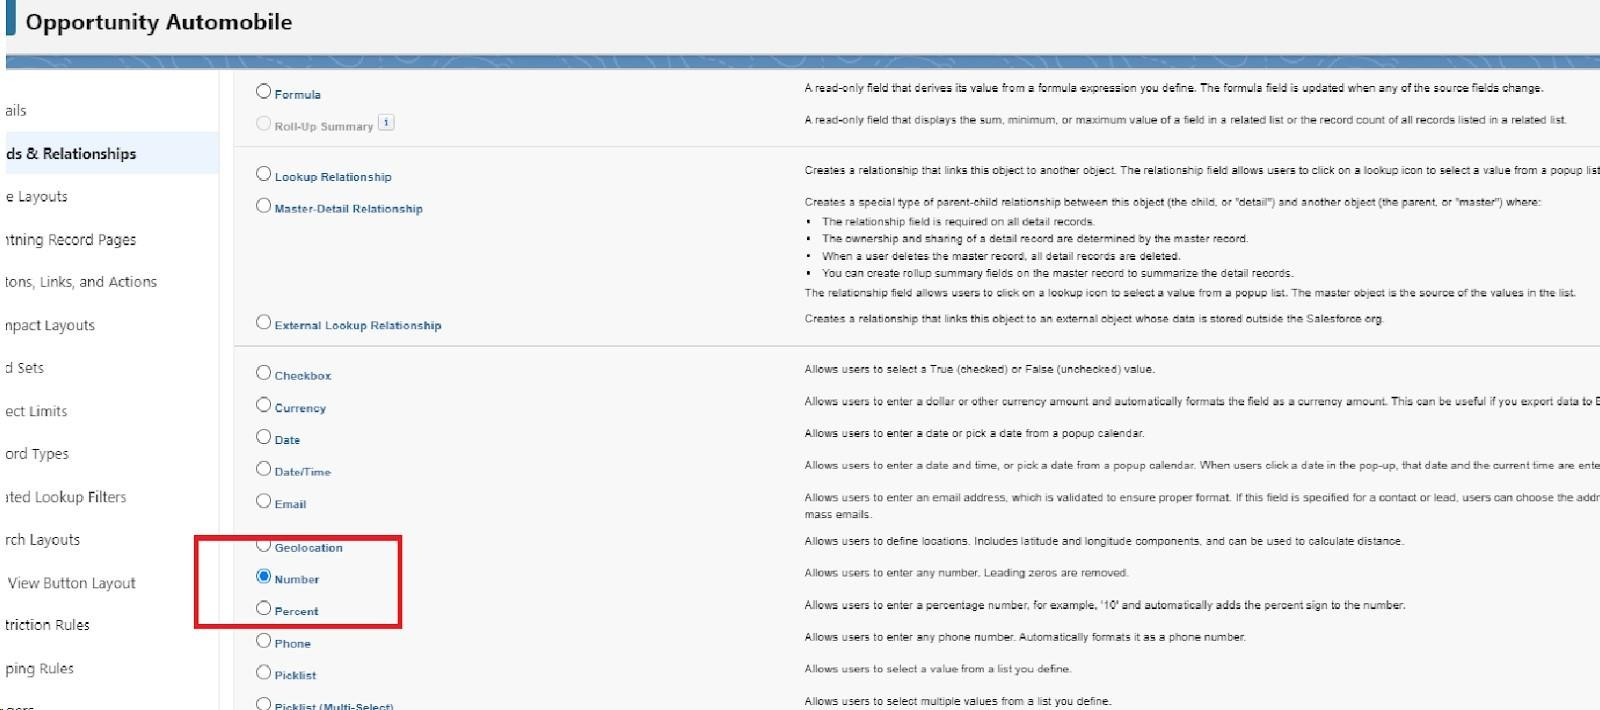 Opportunity Automobile
ails
ds & Relationships
e Layouts
htning Record Pages
tons, Links, and Actions
mpact Layouts
d Sets
ect Limits
ord Types
ated Lookup Filters
rch Layouts
View Button Layout
triction Rules
ping Rules
Formula
A read-only field that derives its value from a formula expression you define. The formula field is updated when any of the source fields change.
Roll-Up Summary i
A read-only field that displays the sum, minimum, or maximum value of a field in a related list or the record count of all records listed in a related list.
Lookup Relationship
Creates a relationship that links this object to another object. The relationship field allows users to click on a lookup icon to select a value from a popup list
Master-Detail Relationship
Creates a special type of parent-child relationship between this object (the child, or "detail") and another object (the parent, or "master") where:
• The relationship field is required on all detail records.
• The ownership and sharing of a detail record are determined by the master record.
• When a user deletes the master record, all detail records are deleted.
• You can create rollup summary fields on the master record to summarize the detail records.
The relationship field allows users to click on a lookup icon to select a value from a popup list. The master object is the source of the values in the list.
External Lookup Relationship
Creates a relationship that links this object to an external object whose data is stored outside the Salesforce org.
Checkbox
Allows users to select a True (checked) or False (unchecked) value.
Currency
Allows users to enter a dollar or other currency amount and automatically formats the field as a currency amount. This can be useful if you export data to E
Date
Allows users to enter a date or pick a date from a popup calendar.
Date/Time
Allows users to enter a date and time, or pick a date from a popup calendar. When users click a date in the pop-up, that date and the current time are ente
Email
Allows users to enter an email address, which is validated to ensure proper format. If this field is specified for a contact or lead, users can choose the addr
mass emails.
Geolocation
Allows users to define locations. Includes latitude and longitude components, and can be used to calculate distance.
Number
Allows users to enter any number. Leading zeros are removed.
Percent
Allows users to enter a percentage number, for example, '10' and automatically adds the percent sign to the number.
Phone
Allows users to enter any phone number. Automatically formats it as a phone number.
Picklist
Allows users to select a value from a list you define.
Picklist (Multi-Select)
Allows users to select multiple values from a list you define.